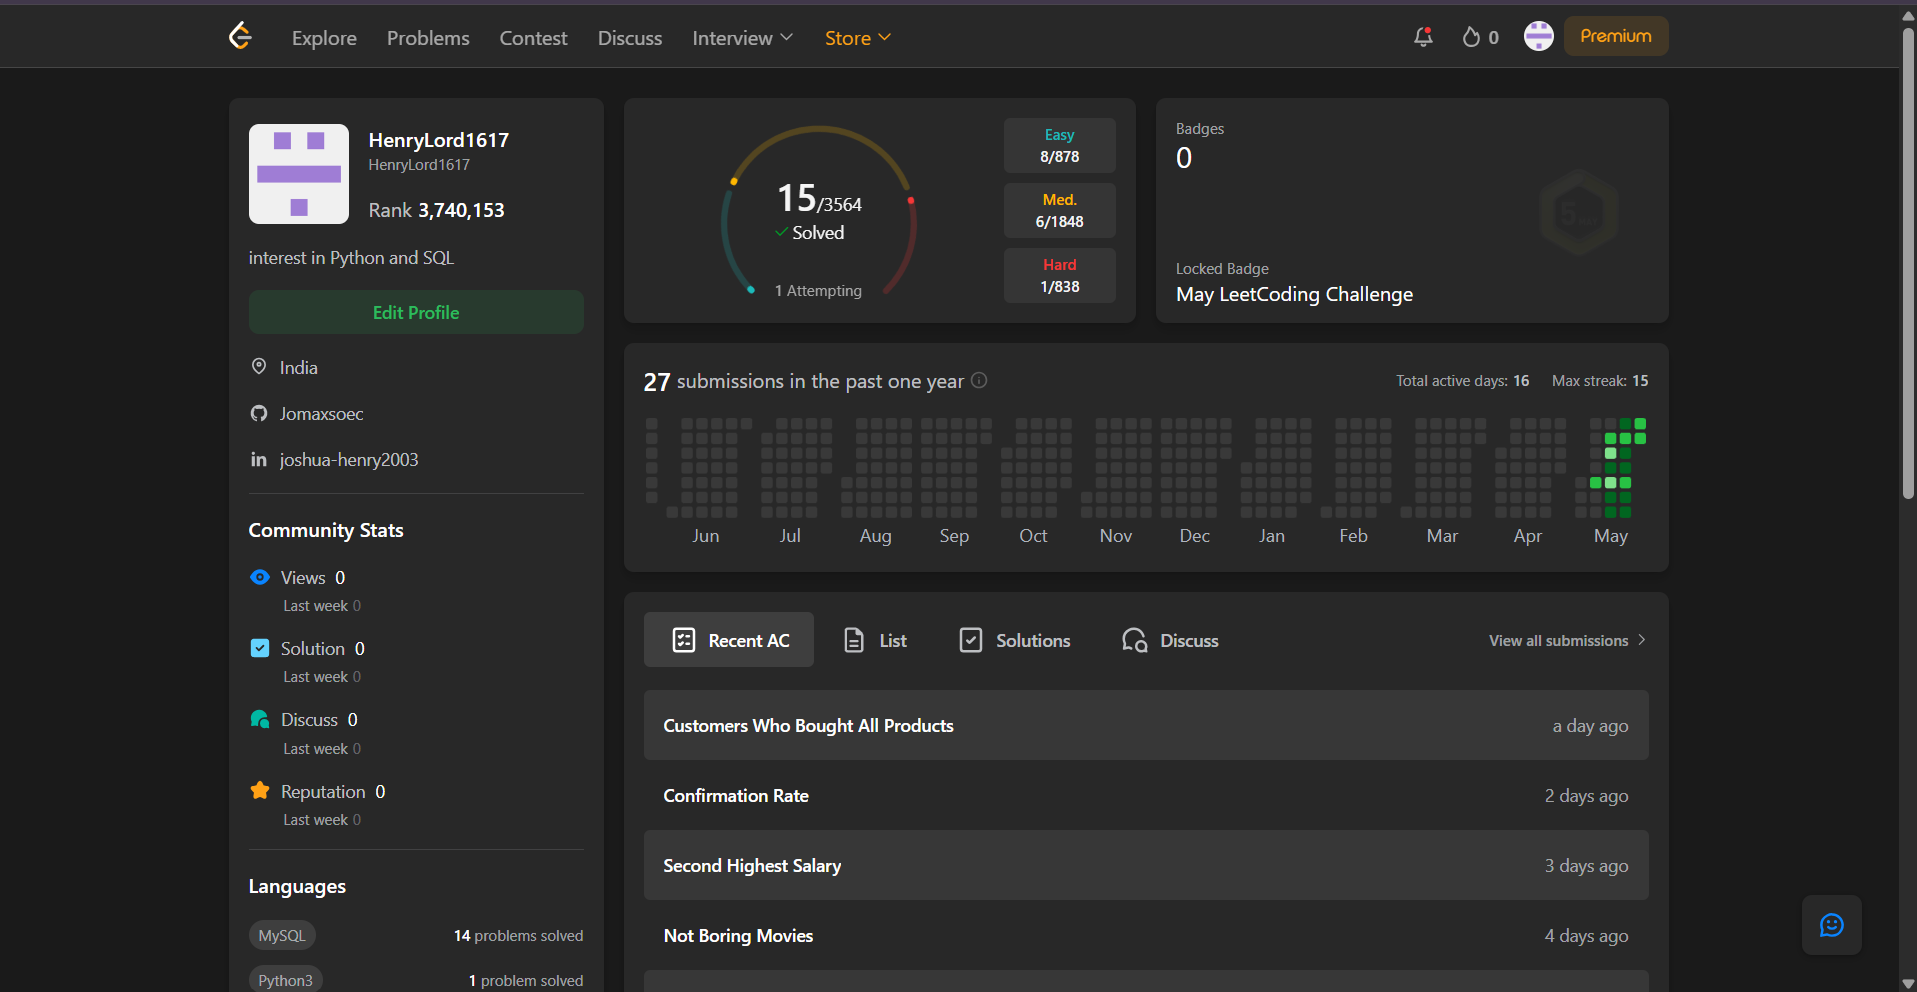 Explore Problems Contest Discuss Interview Store 0 Premium
HenryLord1617
HenryLord1617
Rank 3,740,153
interest in Python and SQL
Edit Profile
India
Jomaxsoec
in joshua-henry2003
Community Stats
Views 0
Last week 0
Solution 0
Last week 0
Discuss 0
Last week 0
Reputation 0
Last week 0
Languages
MySQL 14 problems solved
Python3 1 problem solved
15/3564
Solved
1 Attempting
Easy
8/878
Med.
6/1848
Hard
1/838
Badges
0
Locked Badge
May LeetCoding Challenge
27 submissions in the past one year Total active days: 16 Max streak: 15
Jun Jul Aug Sep Oct Nov Dec Jan Feb Mar Apr May
Recent AC List Solutions Discuss View all submissions
Customers Who Bought All Products a day ago
Confirmation Rate 2 days ago
Second Highest Salary 3 days ago
Not Boring Movies 4 days ago